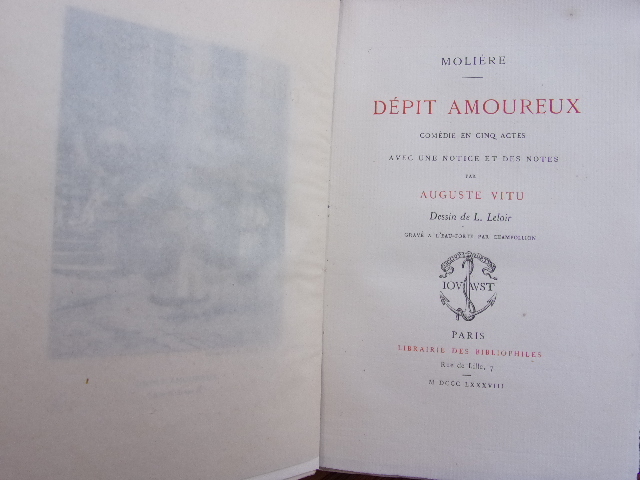 MOLIÈRE
DÉPIT AMOUREUX
COMÉDIE EN CINQ ACTES
AVEC UNE NOTICE ET DES NOTES
PAR
AUGUSTE VITU
Dessin de L. Leloir
GRAVÉ A L'EAU-FORTE PAR CHAMPOLLION
IOV WST
PARIS
LIBRAIRIE DES BIBLIOPHILES
Rue de Lille, 7
M DCCC LXXXVIII